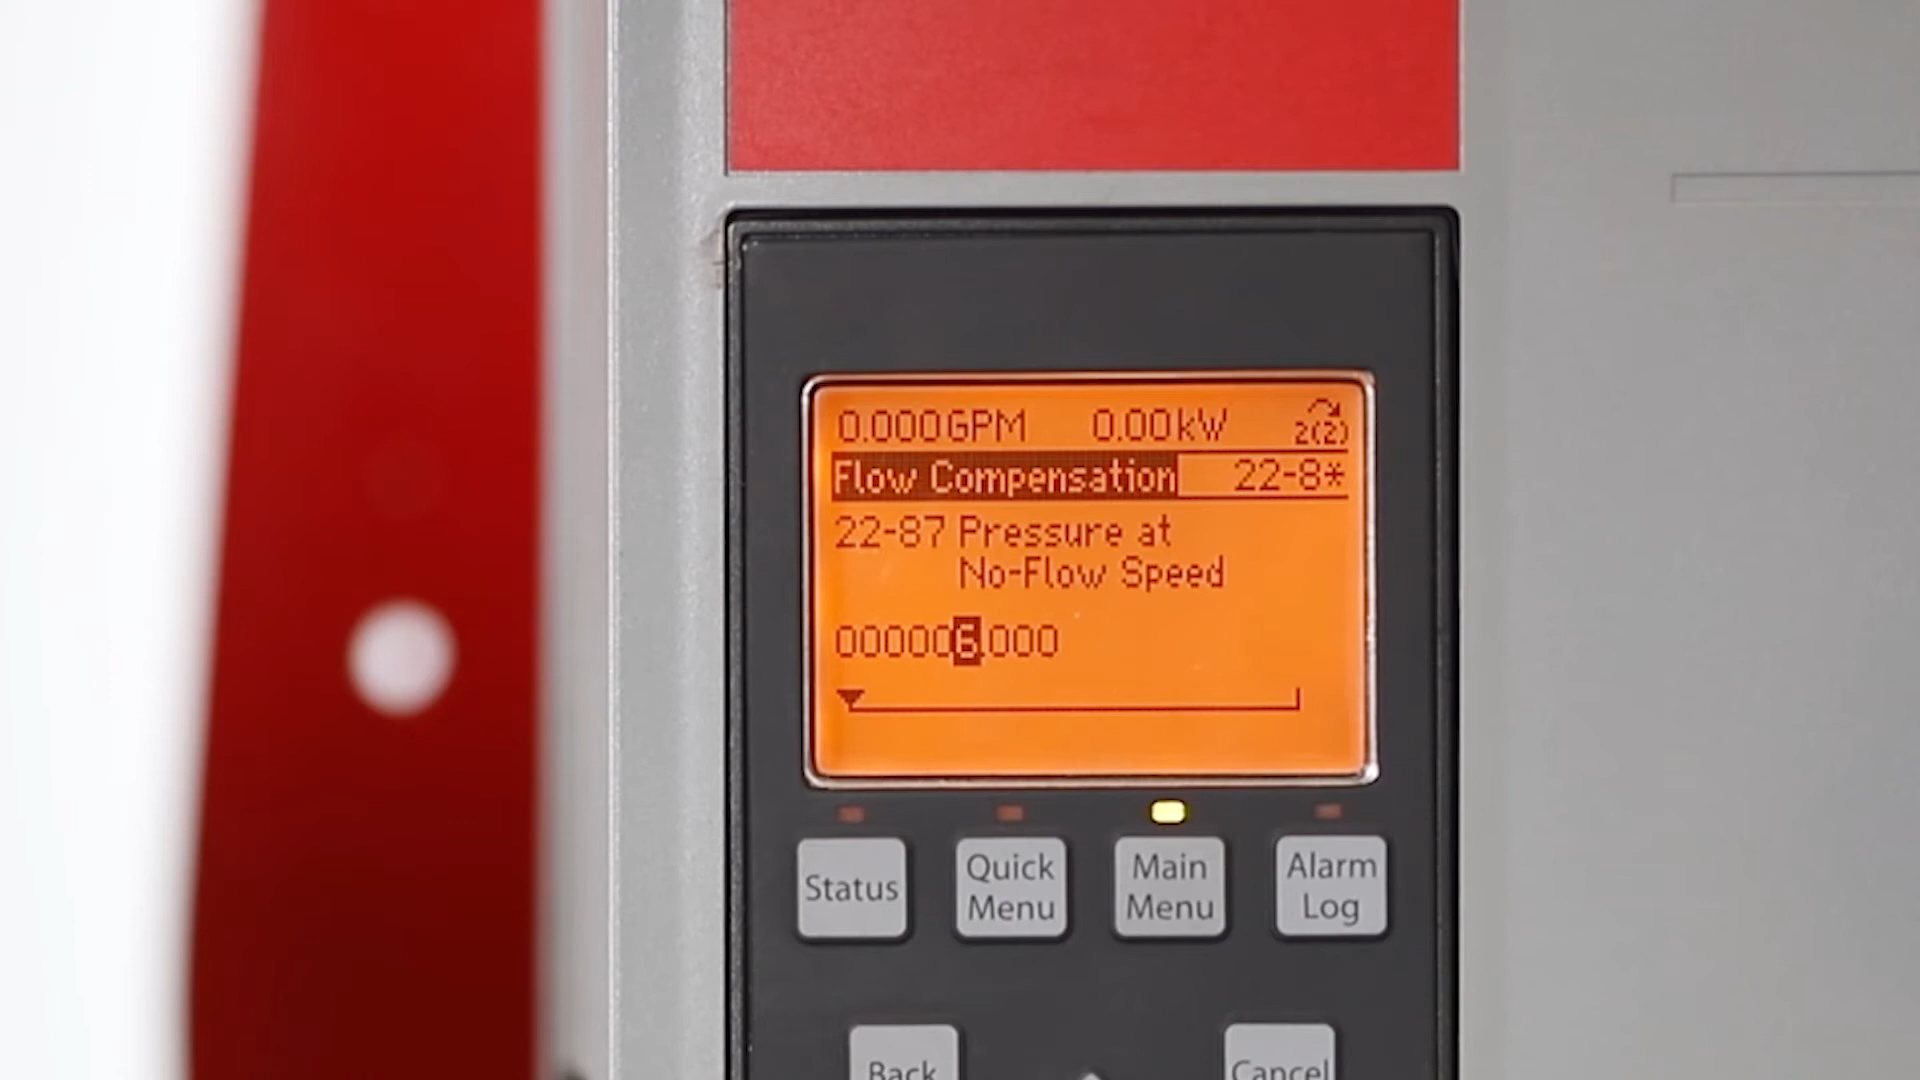 0.000GPM 0.00kW 2(2)
Flow Compensation 22-8*
22-87 Pressure at
No-Flow Speed
000006.000
Status
Quick
Menu
Main
Menu
Alarm
Log
Back
Cancel